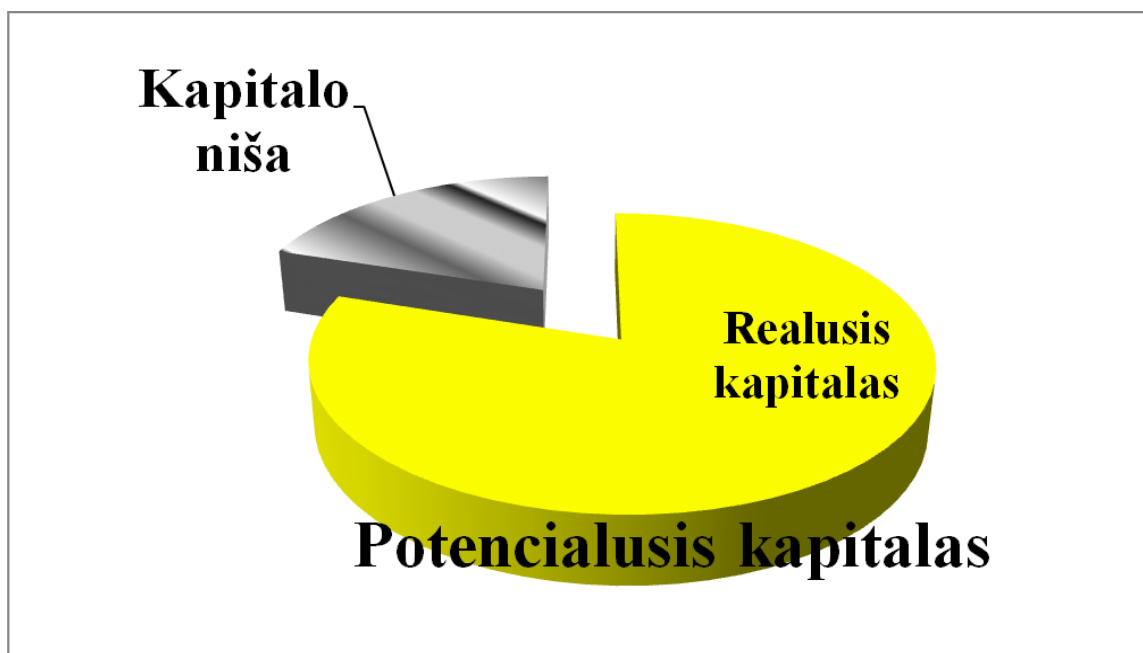 Kapitalo
niša
Realusis
kapitalas
Potencialusis kapitalas